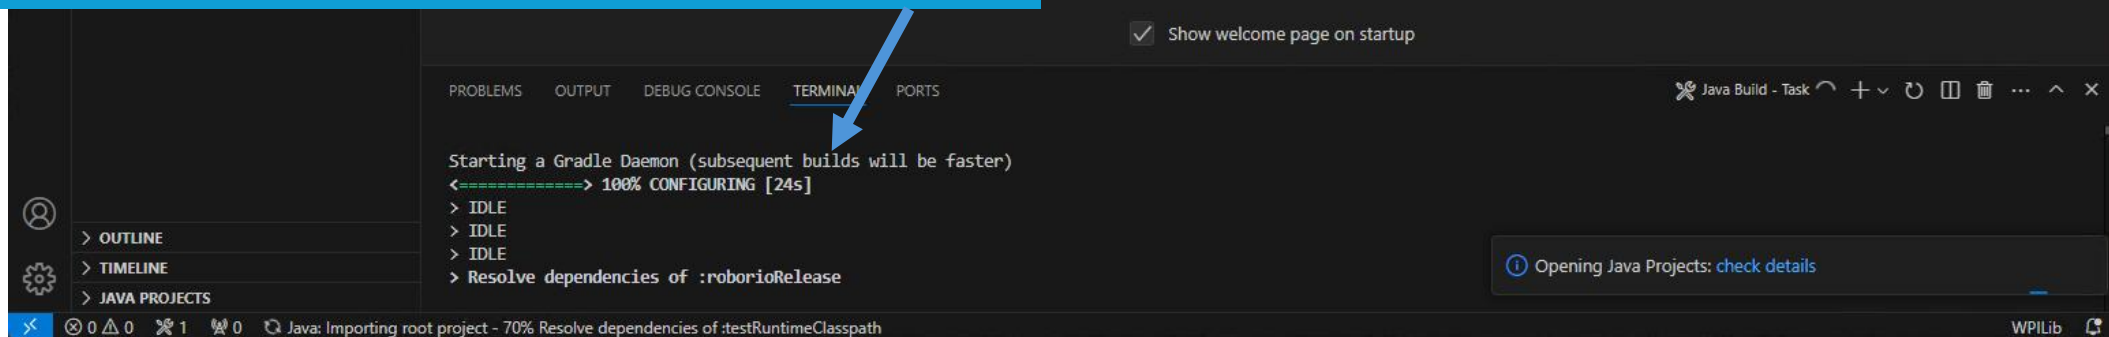 Show welcome page on startup
PROBLEMS OUTPUT DEBUG CONSOLE TERMINAL PORTS
Java Build - Task
Starting a Gradle Daemon (subsequent builds will be faster)
<=============> 100% CONFIGURING [24s]
> IDLE
> IDLE
> IDLE
> Resolve dependencies of :roborioRelease
> OUTLINE
> TIMELINE
> JAVA PROJECTS
Opening Java Projects: check details
0 0 1 0 Java: Importing root project - 70% Resolve dependencies of :testRuntimeClasspath
WPILib